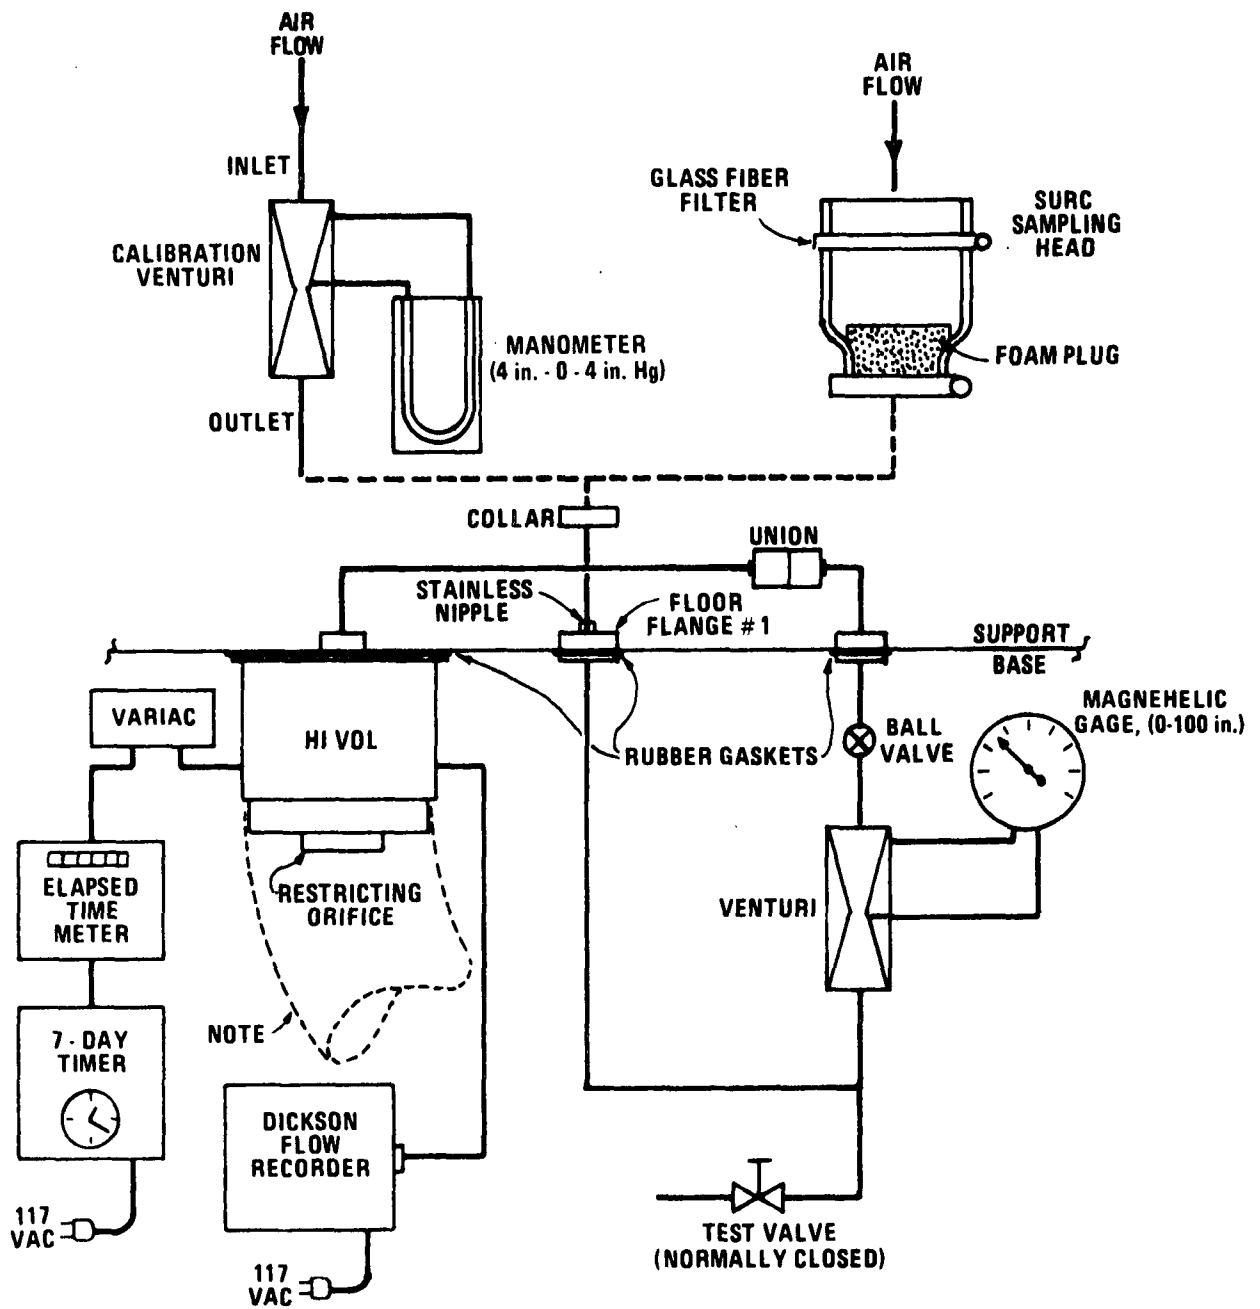 AIR
FLOW
AIR
FLOW
INLET
GLASS FIBER
FILTER
SURC
SAMPLING
HEAD
CALIBRATION
VENTURI
MANOMETER
(4 in. - 0 - 4 in. Hg)
FOAM PLUG
OUTLET
COLLAR
UNION
STAINLESS
NIPPLE
FLOOR
FLANGE #1
SUPPORT
BASE
VARIAC
HI VOL
RUBBER GASKETS
BALL
VALVE
MAGNEHELIC
GAGE, (0-100 in.)
ELAPSED
TIME
METER
RESTRICTING
ORIFICE
VENTURI
NOTE
7 - DAY
TIMER
DICKSON
FLOW
RECORDER
117
VAC
117
VAC
TEST VALVE
(NORMALLY CLOSED)